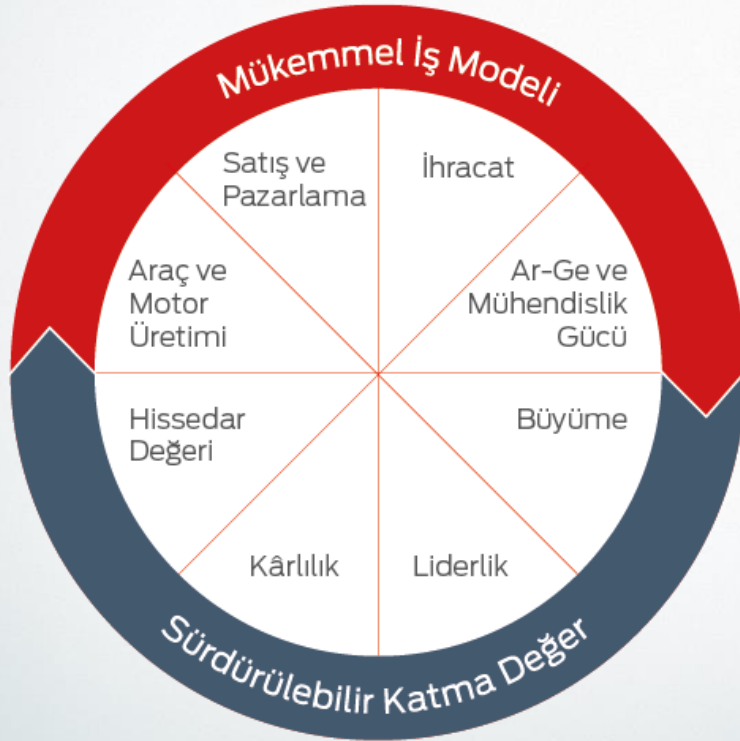 Mükemmel İş Modeli
Satış ve
Pazarlama
İhracat
Araç ve
Motor
Üretimi
Ar-Ge ve
Mühendislik
Gücü
Hissedar
Değeri
Büyüme
Kârlılık
Liderlik
Sürdürülebilir Katma Değer